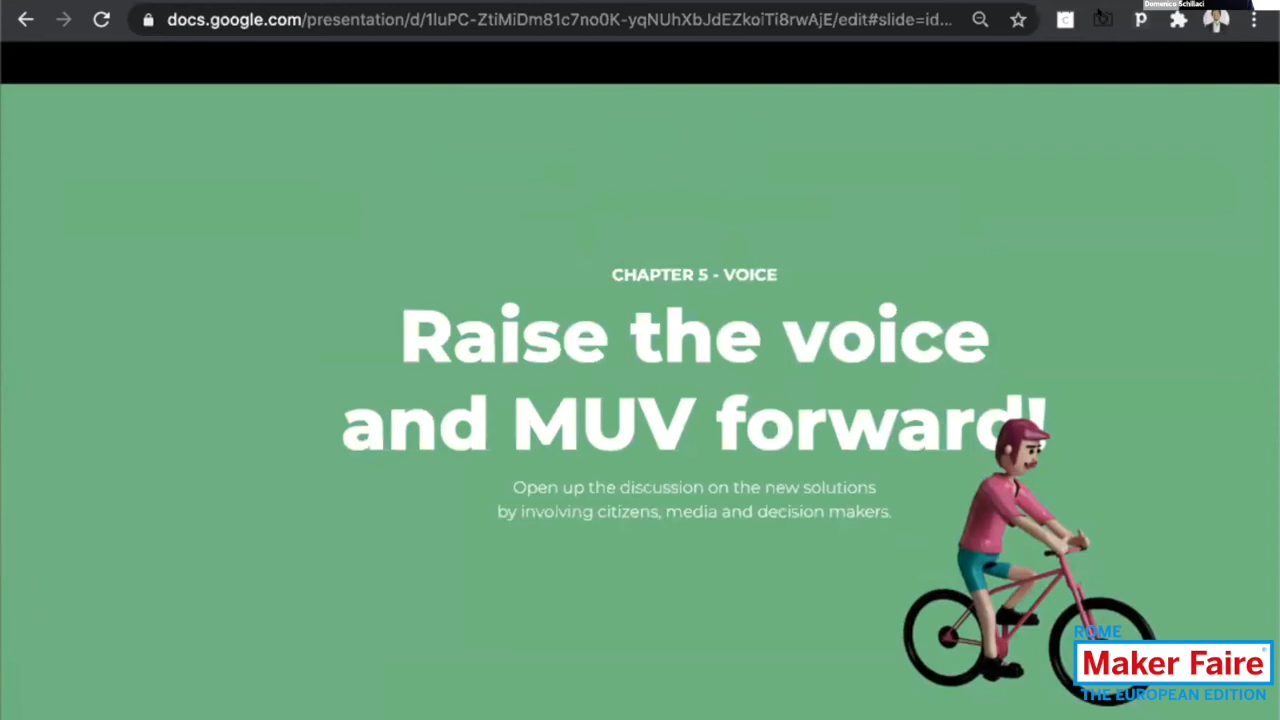 Domenico Schillaci
docs.google.com/presentation/d/1luPC-ZtiMiDm81c7no0K-yqNUhXbJdEZkoiTi8rwAjE/edit#slide=id...
CHAPTER 5 - VOICE
Raise the voice
and MUV forward!
Open up the discussion on the new solutions
by involving citizens, media and decision makers.
ROME
Maker Faire
THE EUROPEAN EDITION